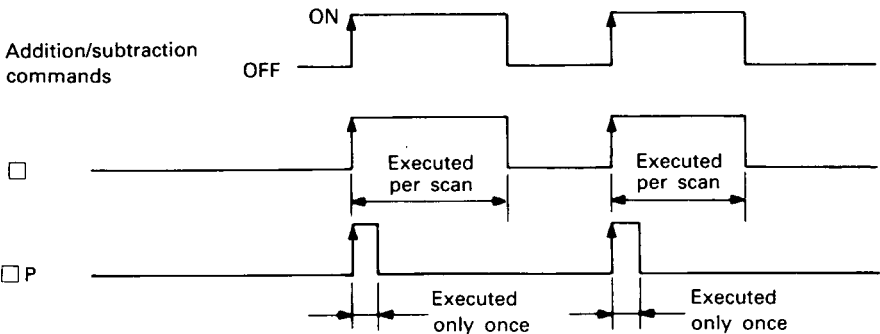 ON
Addition/subtraction
commands
OFF
□
Executed
per scan
Executed
per scan
□ P
Executed
only once
Executed
only once